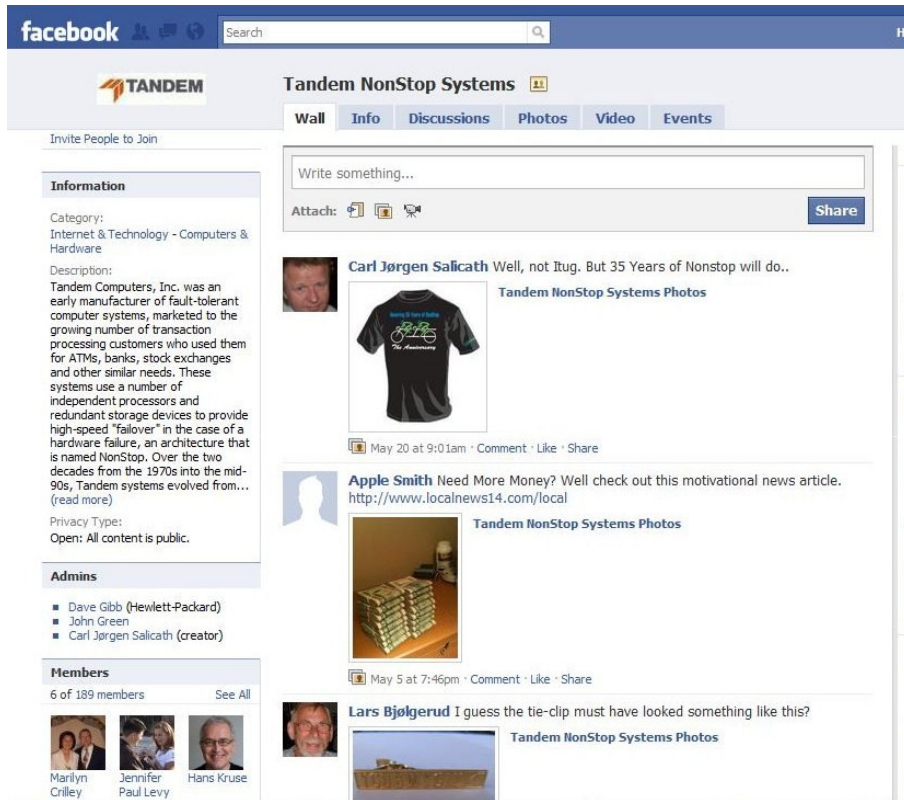 facebook
Search
H
TANDEM
Tandem NonStop Systems
Wall Info Discussions Photos Video Events
Invite People to Join
Information
Category:
Internet & Technology - Computers &
Hardware
Description:
Tandem Computers, Inc. was an
early manufacturer of fault-tolerant
computer systems, marketed to the
growing number of transaction
processing customers who used them
for ATMs, banks, stock exchanges
and other similar needs. These
systems use a number of
independent processors and
redundant storage devices to provide
high-speed "failover" in the case of a
hardware failure, an architecture that
is named NonStop. Over the two
decades from the 1970s into the mid-
90s, Tandem systems evolved from...
(read more)
Privacy Type:
Open: All content is public.
Admins
Dave Gibb (Hewlett-Packard)
John Green
Carl Jørgen Salicath (creator)
Members
6 of 189 members See All
Marilyn
Crilley
Jennifer
Paul Levy
Hans Kruse
Write something...
Attach:
Share
Carl Jørgen Salicath Well, not Itug. But 35 Years of Nonstop will do..
Tandem NonStop Systems Photos
The Anniversary
May 20 at 9:01am · Comment · Like · Share
Apple Smith Need More Money? Well check out this motivational news article.
http://www.localnews14.com/local
Tandem NonStop Systems Photos
May 5 at 7:46pm · Comment · Like · Share
Lars Bjølgerud I guess the tie-clip must have looked something like this?
Tandem NonStop Systems Photos